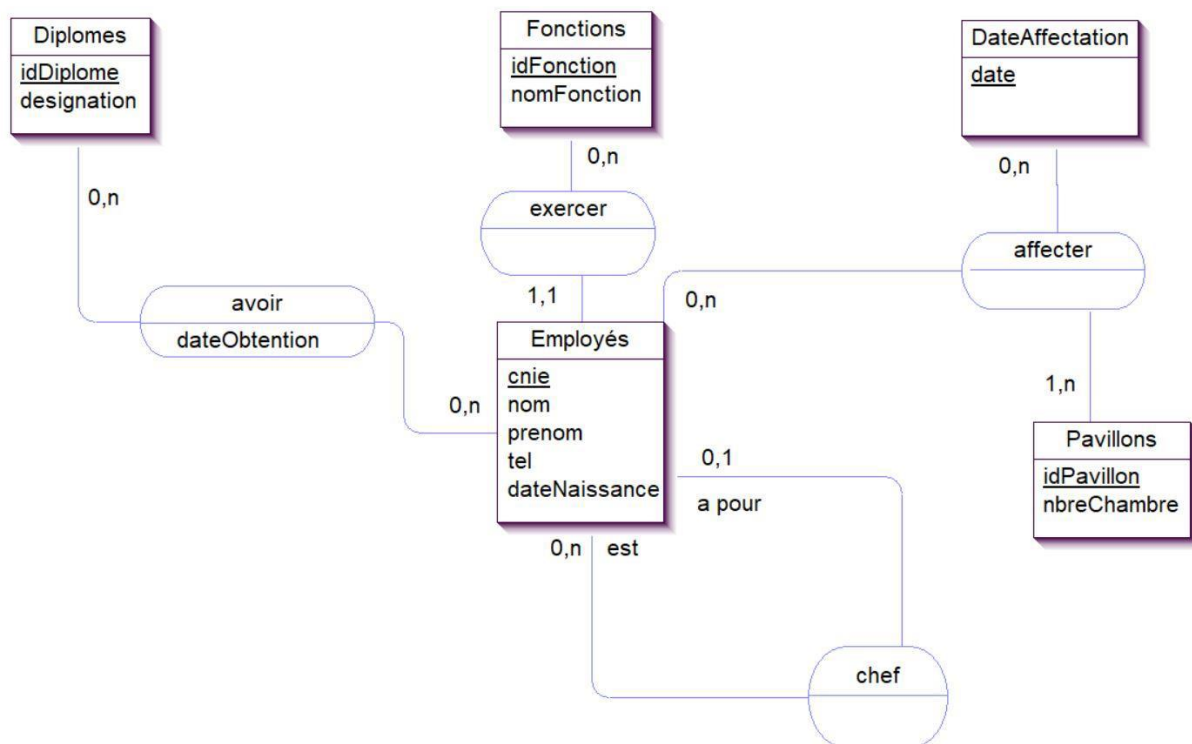 Diplomes
idDiplome
designation
Fonctions
idFonction
nomFonction
DateAffectation
date
0,n
0,n
0,n
exercer
affecter
1,1
0,n
avoir
dateObtention
0,n
Employés
cnie
nom
prenom
tel
dateNaissance
1,n
Pavillons
idPavillon
nbreChambre
0,1
a pour
0,n est
chef